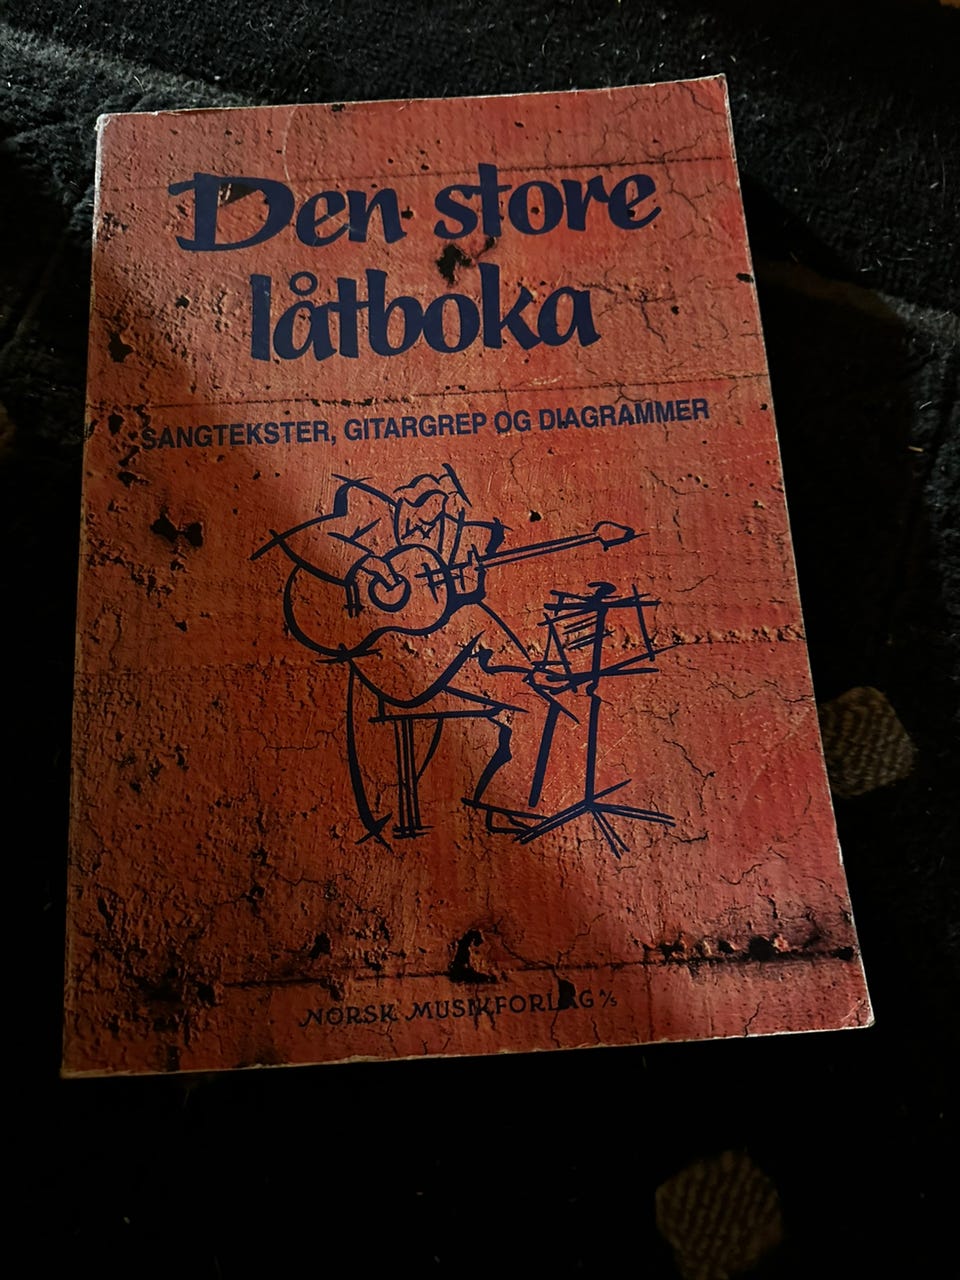 Den store
låtboka
SANGTEKSTER, GITARGREP OG DIAGRAMMER
NORSK MUSIKFORLAG A/S